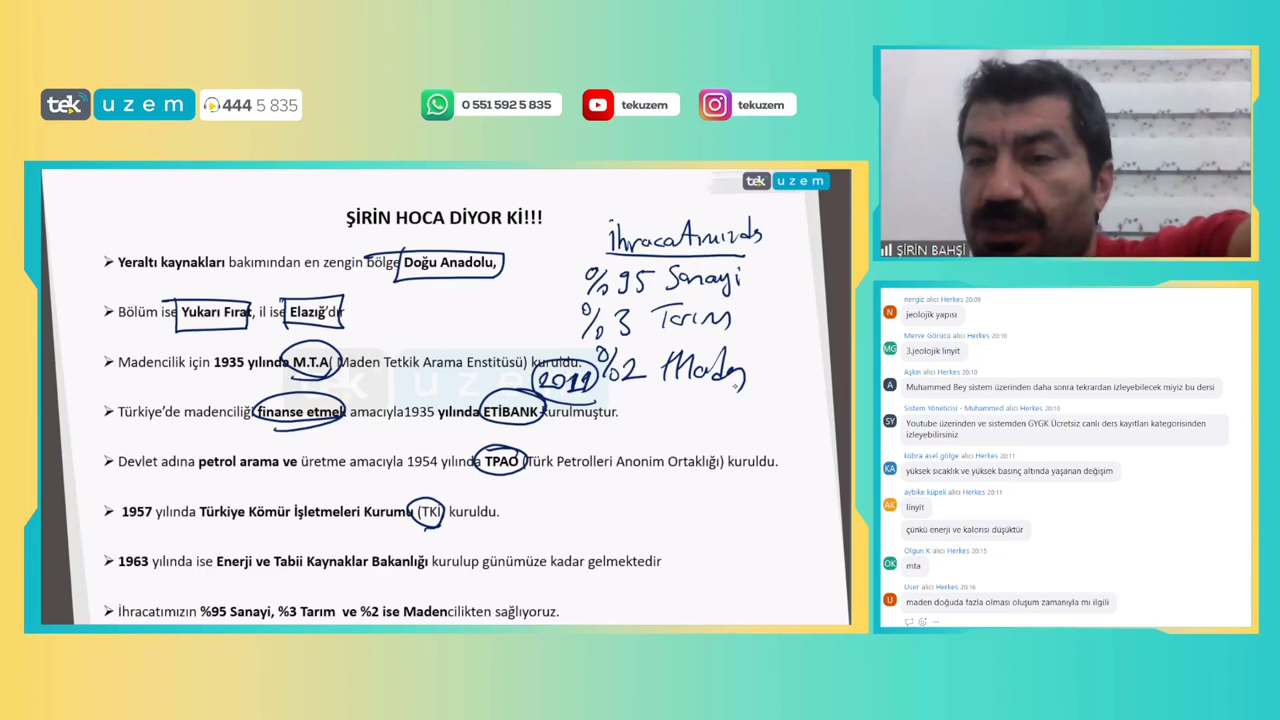 tek uzem 444 5 835
0 551 592 5 835
tekuzem
tekuzem
tek uzem
ŞİRİN HOCA DİYOR Kİ!!!
Yeraltı kaynakları bakımından en zengin bölge Doğu Anadolu,
Bölüm ise Yukarı Fırat, il ise Elazığ'dır
Madencilik için 1935 yılında M.T.A( Maden Tetkik Arama Enstitüsü) kuruldu.
Türkiye'de madenciliği finanse etmek amacıyla1935 yılında ETİBANK kurulmuştur.
Devlet adına petrol arama ve üretme amacıyla 1954 yılında TPAO (Türk Petrolleri Anonim Ortaklığı) kuruldu.
1957 yılında Türkiye Kömür İşletmeleri Kurumu (TKİ) kuruldu.
1963 yılında ise Enerji ve Tabii Kaynaklar Bakanlığı kurulup günümüze kadar gelmektedir
İhracatımızın %95 Sanayi, %3 Tarım ve %2 ise Madencilikten sağlıyoruz.
İhracatımızda
%95 Sanayi
%3 Tarım
%2 Maden
2011
ŞİRİN BAHŞİ
nergiz alıcı Herkes 20:09
N
jeolojik yapısı
Merve Görücü alıcı Herkes 20:10
MG
3.jeolojik linyit
Aşkın alıcı Herkes 20:10
A
Muhammed Bey sistem üzerinden daha sonra tekrardan izleyebilecek miyiz bu dersi
Sistem Yöneticisi - Muhammed alıcı Herkes 20:10
SY
Youtube üzerinden ve sistemden GYGK Ücretsiz canlı ders kayıtları kategorisinden
izleyebilirsiniz
kübra asel gölge alıcı Herkes 20:11
KA
yüksek sıcaklık ve yüksek basınç altında yaşanan değişim
aybike küpeli alıcı Herkes 20:11
AK
linyit
çünkü enerji ve kalorisi düşüktür
Olgun K alıcı Herkes 20:15
OK
mta
User alıcı Herkes 20:16
U
maden doğuda fazla olması oluşum zamanıyla mı ilgili